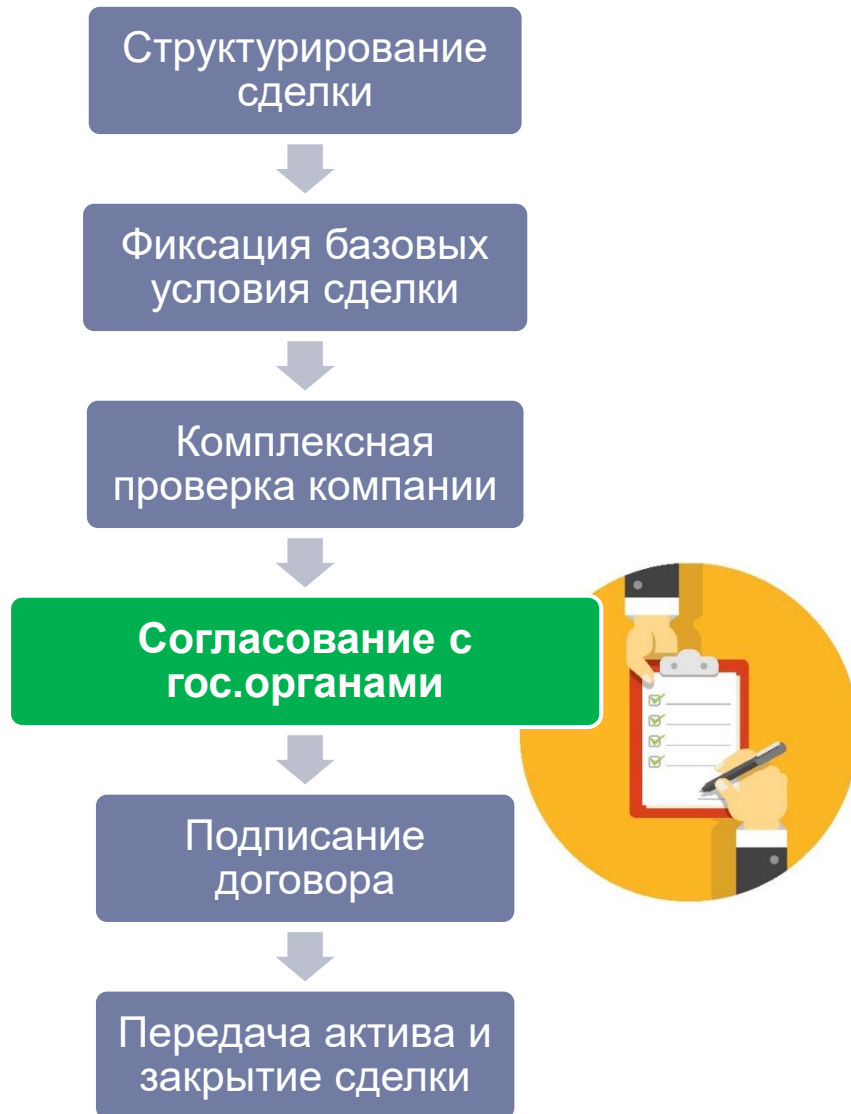 Структурирование
сделки
Фиксация базовых
условия сделки
Комплексная
проверка компании
Согласование с
гос.органами
Подписание
договора
Передача актива и
закрытие сделки